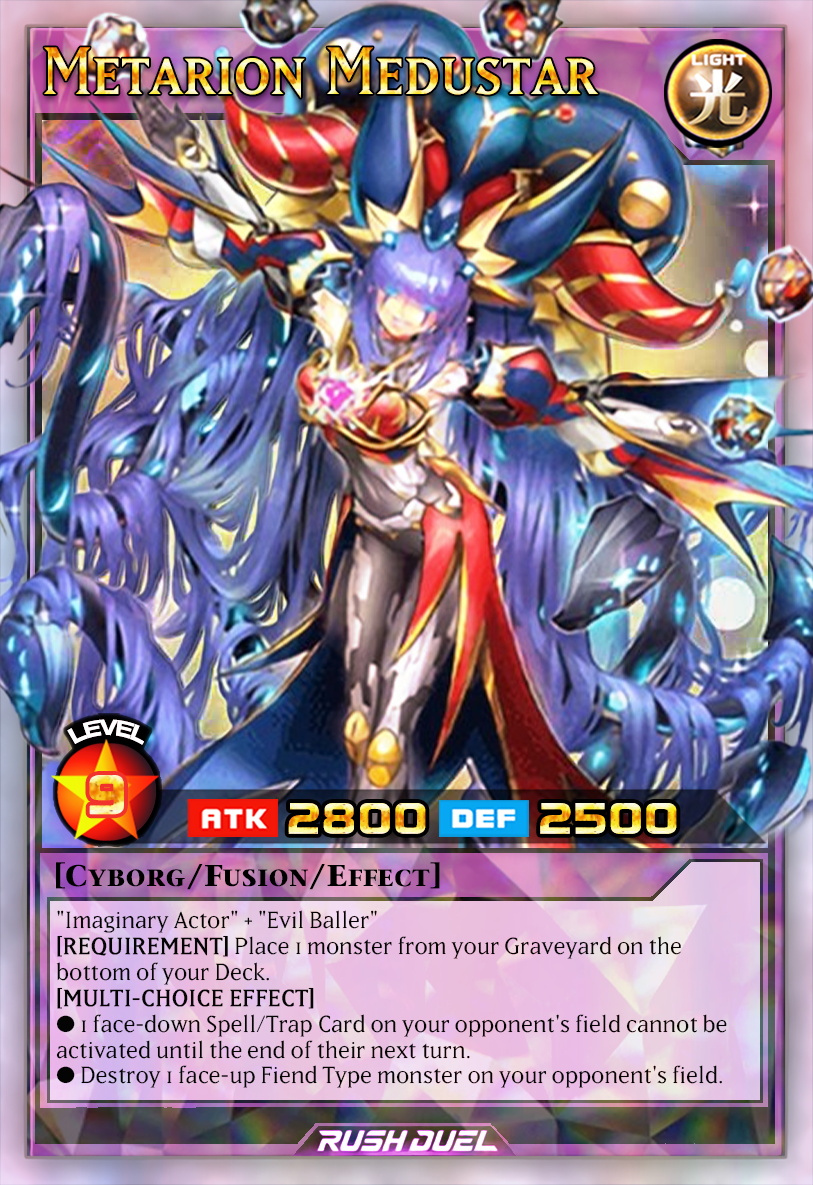 METARION MEDUSTAR
LIGHT
光
LEVEL
9
ATK 2800 DEF 2500
[CYBORG/FUSION/EFFECT]
"Imaginary Actor" + "Evil Baller"
[REQUIREMENT] Place 1 monster from your Graveyard on the
bottom of your Deck.
[MULTI-CHOICE EFFECT]
● 1 face-down Spell/Trap Card on your opponent's field cannot be
activated until the end of their next turn.
● Destroy 1 face-up Fiend Type monster on your opponent's field.
RUSH DUEL